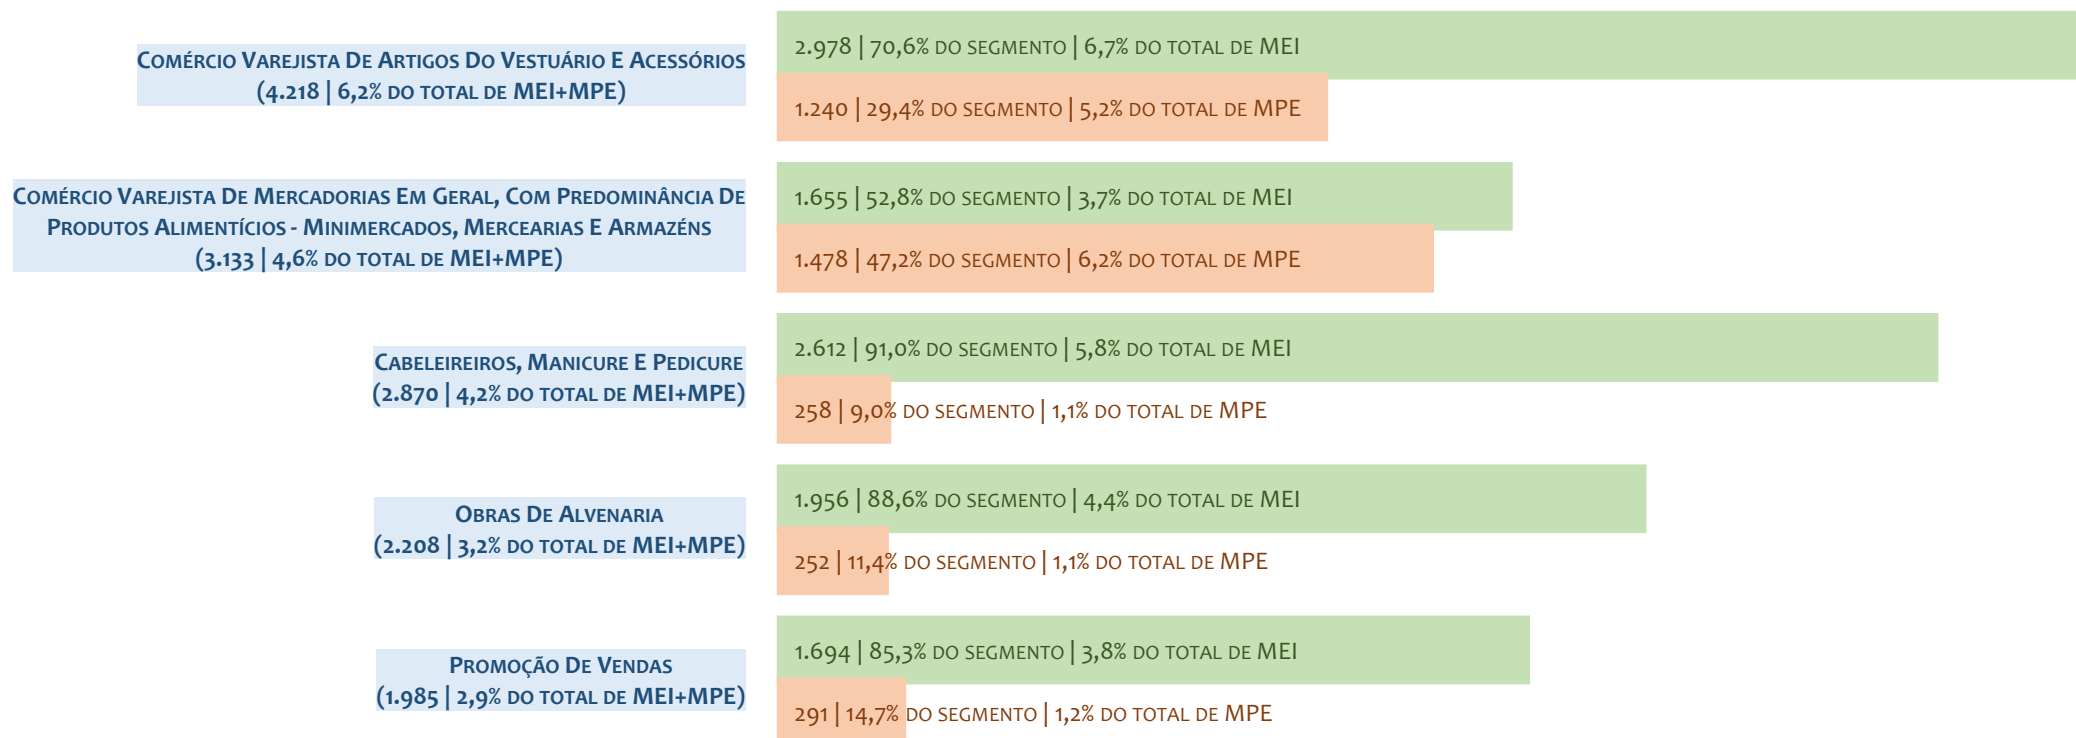 Comércio Varejista De Artigos Do Vestuário E Acessórios
(4.218 | 6,2% do total de MEI+MPE)
2.978 | 70,6% do segmento | 6,7% do total de MEI
1.240 | 29,4% do segmento | 5,2% do total de MPE
Comércio Varejista De Mercadorias Em Geral, Com Predominância De
Produtos Alimentícios - Minimercados, Mercearias E Armazéns
(3.133 | 4,6% do total de MEI+MPE)
1.655 | 52,8% do segmento | 3,7% do total de MEI
1.478 | 47,2% do segmento | 6,2% do total de MPE
Cabeleireiros, Manicure E Pedicure
(2.870 | 4,2% do total de MEI+MPE)
2.612 | 91,0% do segmento | 5,8% do total de MEI
258 | 9,0% do segmento | 1,1% do total de MPE
Obras De Alvenaria
(2.208 | 3,2% do total de MEI+MPE)
1.956 | 88,6% do segmento | 4,4% do total de MEI
252 | 11,4% do segmento | 1,1% do total de MPE
Promoção De Vendas
(1.985 | 2,9% do total de MEI+MPE)
1.694 | 85,3% do segmento | 3,8% do total de MEI
291 | 14,7% do segmento | 1,2% do total de MPE